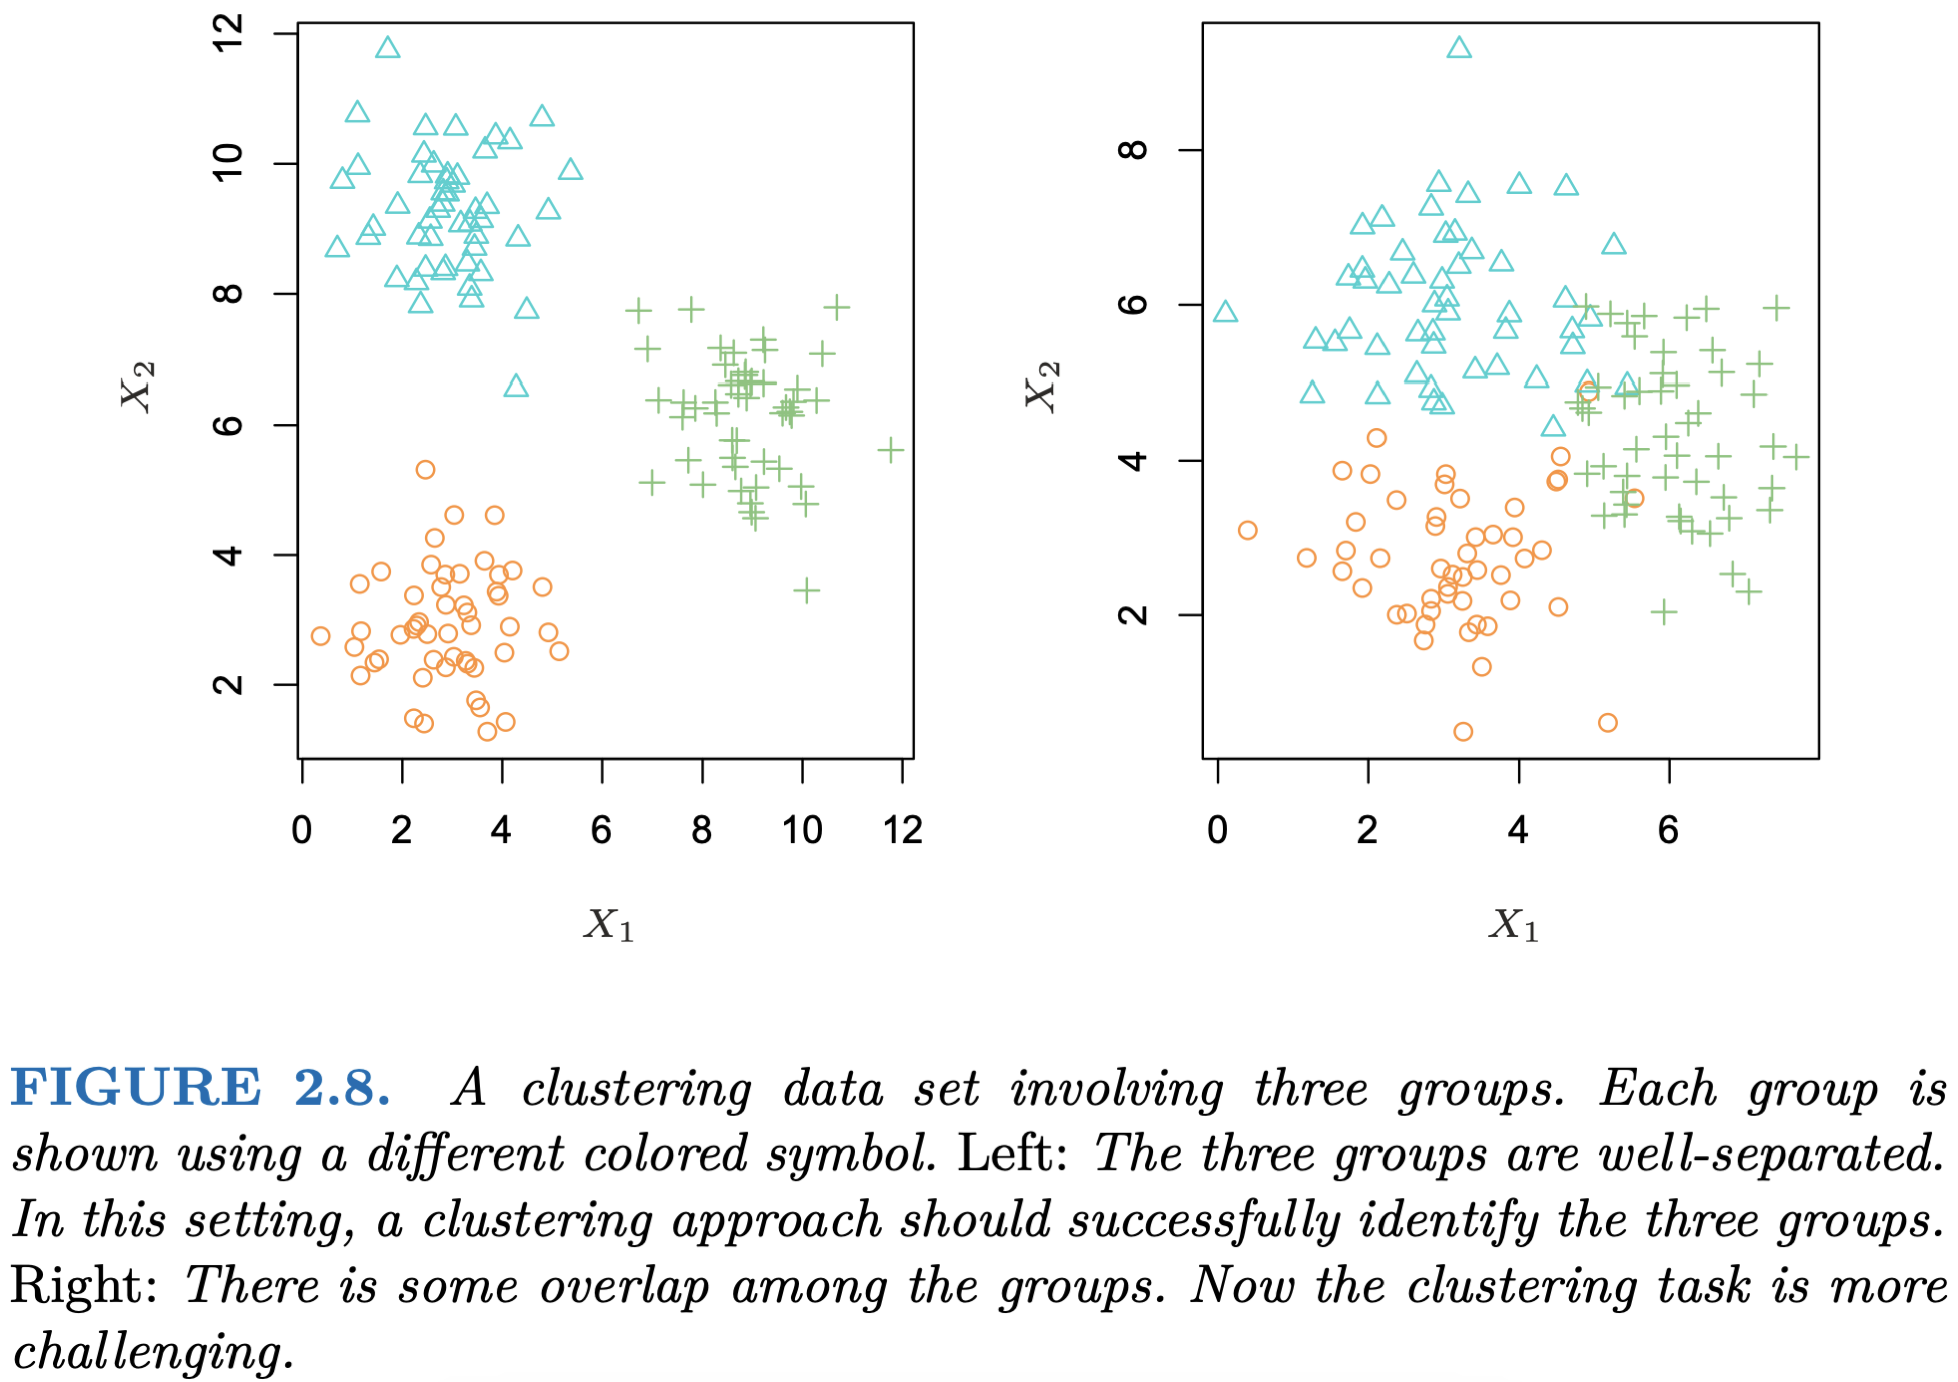 12
10
8
6
4
2
X₂
0 2 4 6 8 10 12
X₁
8
6
4
2
X₂
0 2 4 6
X₁
FIGURE 2.8. A clustering data set involving three groups. Each group is
shown using a different colored symbol. Left: The three groups are well-separated.
In this setting, a clustering approach should successfully identify the three groups.
Right: There is some overlap among the groups. Now the clustering task is more
challenging.